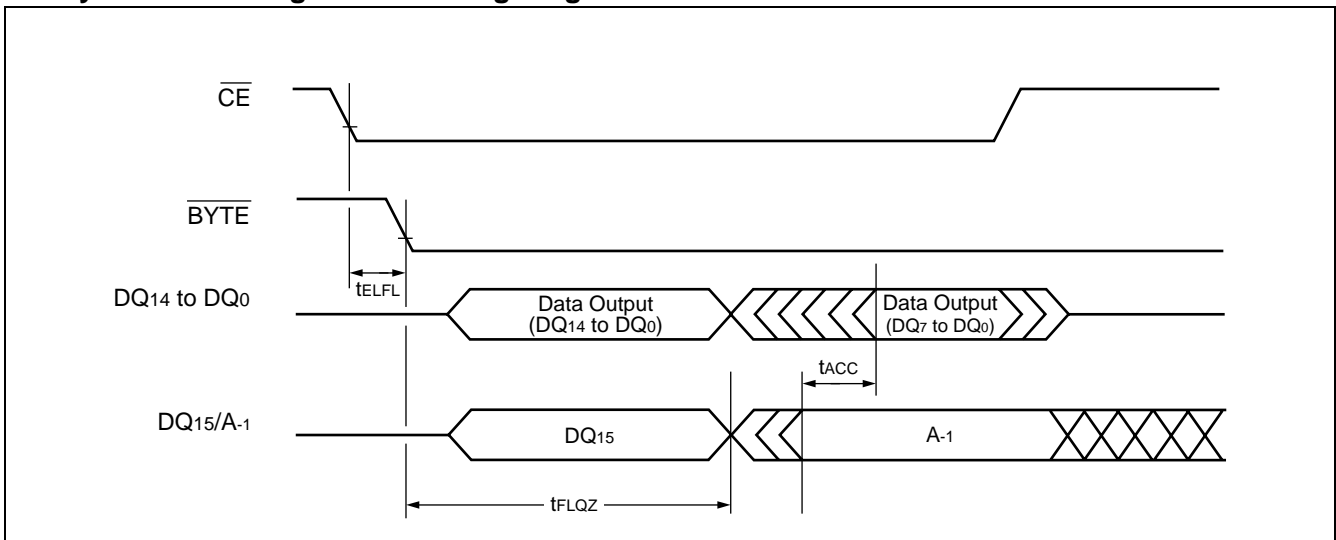 CE
BYTE
tELFL
DQ14 to DQ0
Data Output
(DQ14 to DQ0)
Data Output
(DQ7 to DQ0)
tACC
DQ15/A-1
DQ15
A-1
tFLQZ